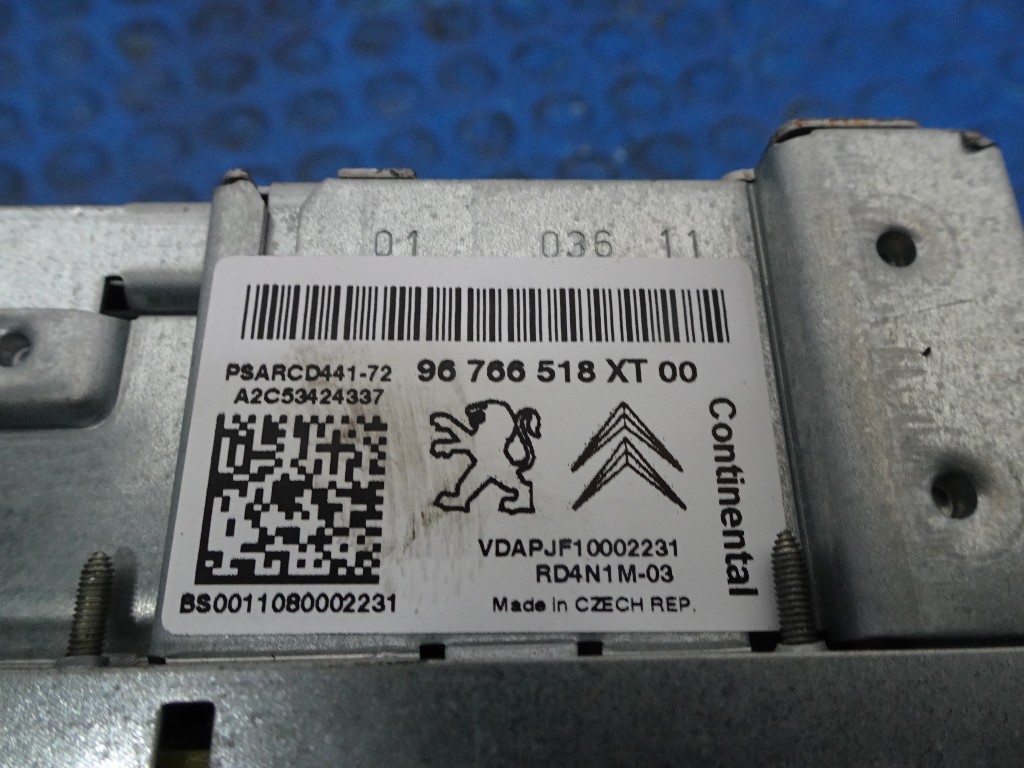 01 036 11
PSARCD441-72 96 766 518 XT 00
A2C53424337
Continental
VDAPJF10002231
RD4N1M-03
BS0011080002231 Made in CZECH REP.